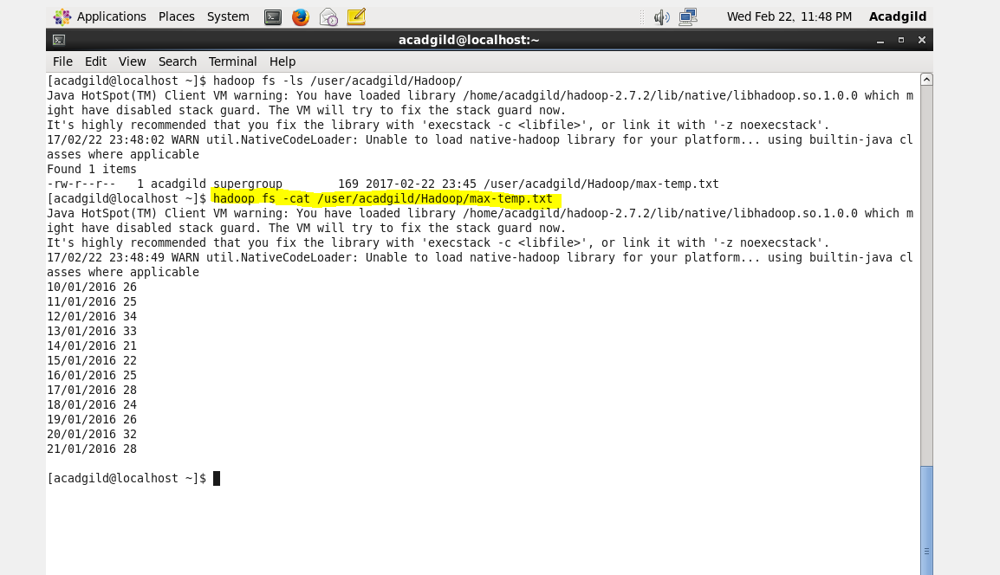 Applications Places System Wed Feb 22, 11:48 PM Acadgild
acadgild@localhost:~
File Edit View Search Terminal Help
[acadgild@localhost ~]$ hadoop fs -ls /user/acadgild/Hadoop/
Java HotSpot(TM) Client VM warning: You have loaded library /home/acadgild/hadoop-2.7.2/lib/native/libhadoop.so.1.0.0 which m
ight have disabled stack guard. The VM will try to fix the stack guard now.
It's highly recommended that you fix the library with 'execstack -c <libfile>', or link it with '-z noexecstack'.
17/02/22 23:48:02 WARN util.NativeCodeLoader: Unable to load native-hadoop library for your platform... using builtin-java cl
asses where applicable
Found 1 items
-rw-r--r--   1 acadgild supergroup        169 2017-02-22 23:45 /user/acadgild/Hadoop/max-temp.txt
[acadgild@localhost ~]$ hadoop fs -cat /user/acadgild/Hadoop/max-temp.txt
Java HotSpot(TM) Client VM warning: You have loaded library /home/acadgild/hadoop-2.7.2/lib/native/libhadoop.so.1.0.0 which m
ight have disabled stack guard. The VM will try to fix the stack guard now.
It's highly recommended that you fix the library with 'execstack -c <libfile>', or link it with '-z noexecstack'.
17/02/22 23:48:49 WARN util.NativeCodeLoader: Unable to load native-hadoop library for your platform... using builtin-java cl
asses where applicable
10/01/2016 26
11/01/2016 25
12/01/2016 34
13/01/2016 33
14/01/2016 21
15/01/2016 22
16/01/2016 25
17/01/2016 28
18/01/2016 24
19/01/2016 26
20/01/2016 32
21/01/2016 28
[acadgild@localhost ~]$